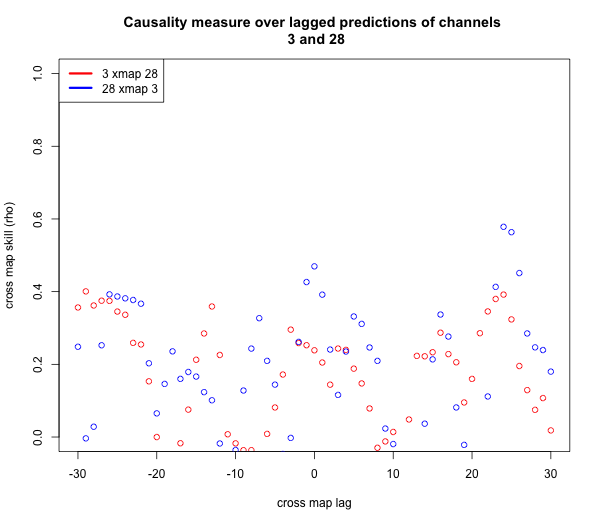 Causality measure over lagged predictions of channels
3 and 28
3 xmap 28
28 xmap 3
cross map skill (rho)
1.0
0.8
0.6
0.4
0.2
0.0
-30 -20 -10 0 10 20 30
cross map lag